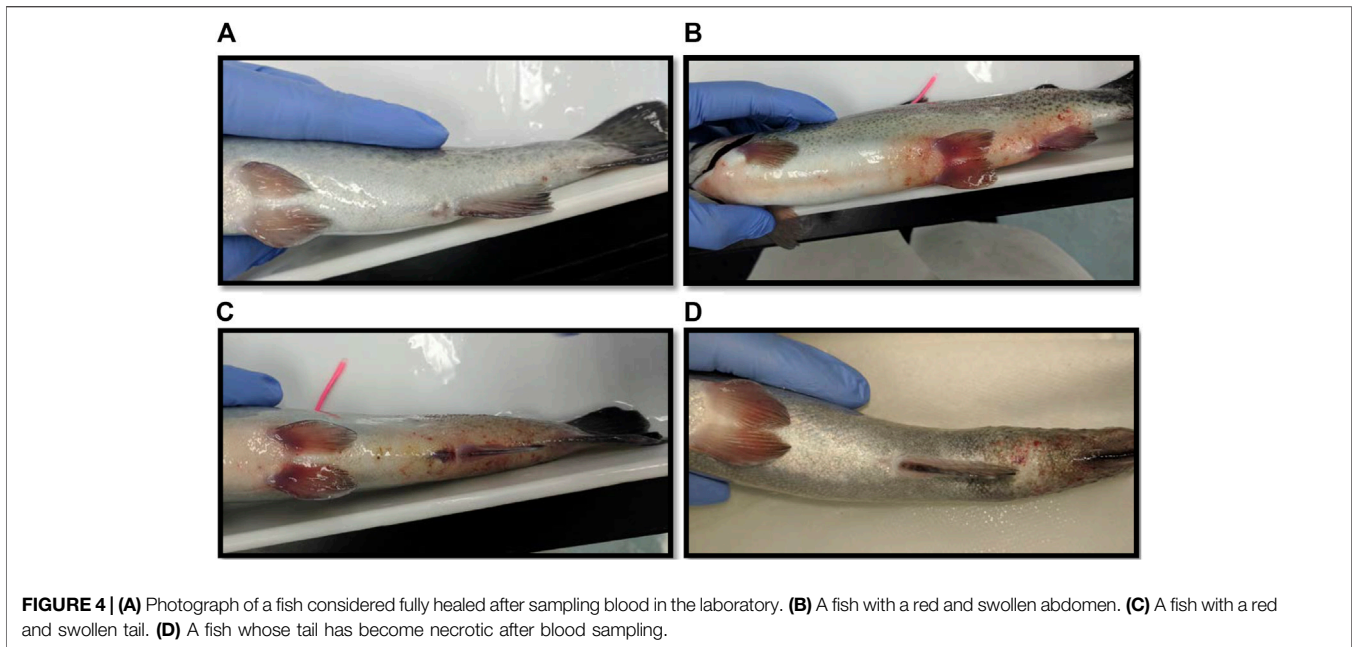 A
B
C
D
FIGURE 4 | (A) Photograph of a fish considered fully healed after sampling blood in the laboratory. (B) A fish with a red and swollen abdomen. (C) A fish with a red
and swollen tail. (D) A fish whose tail has become necrotic after blood sampling.